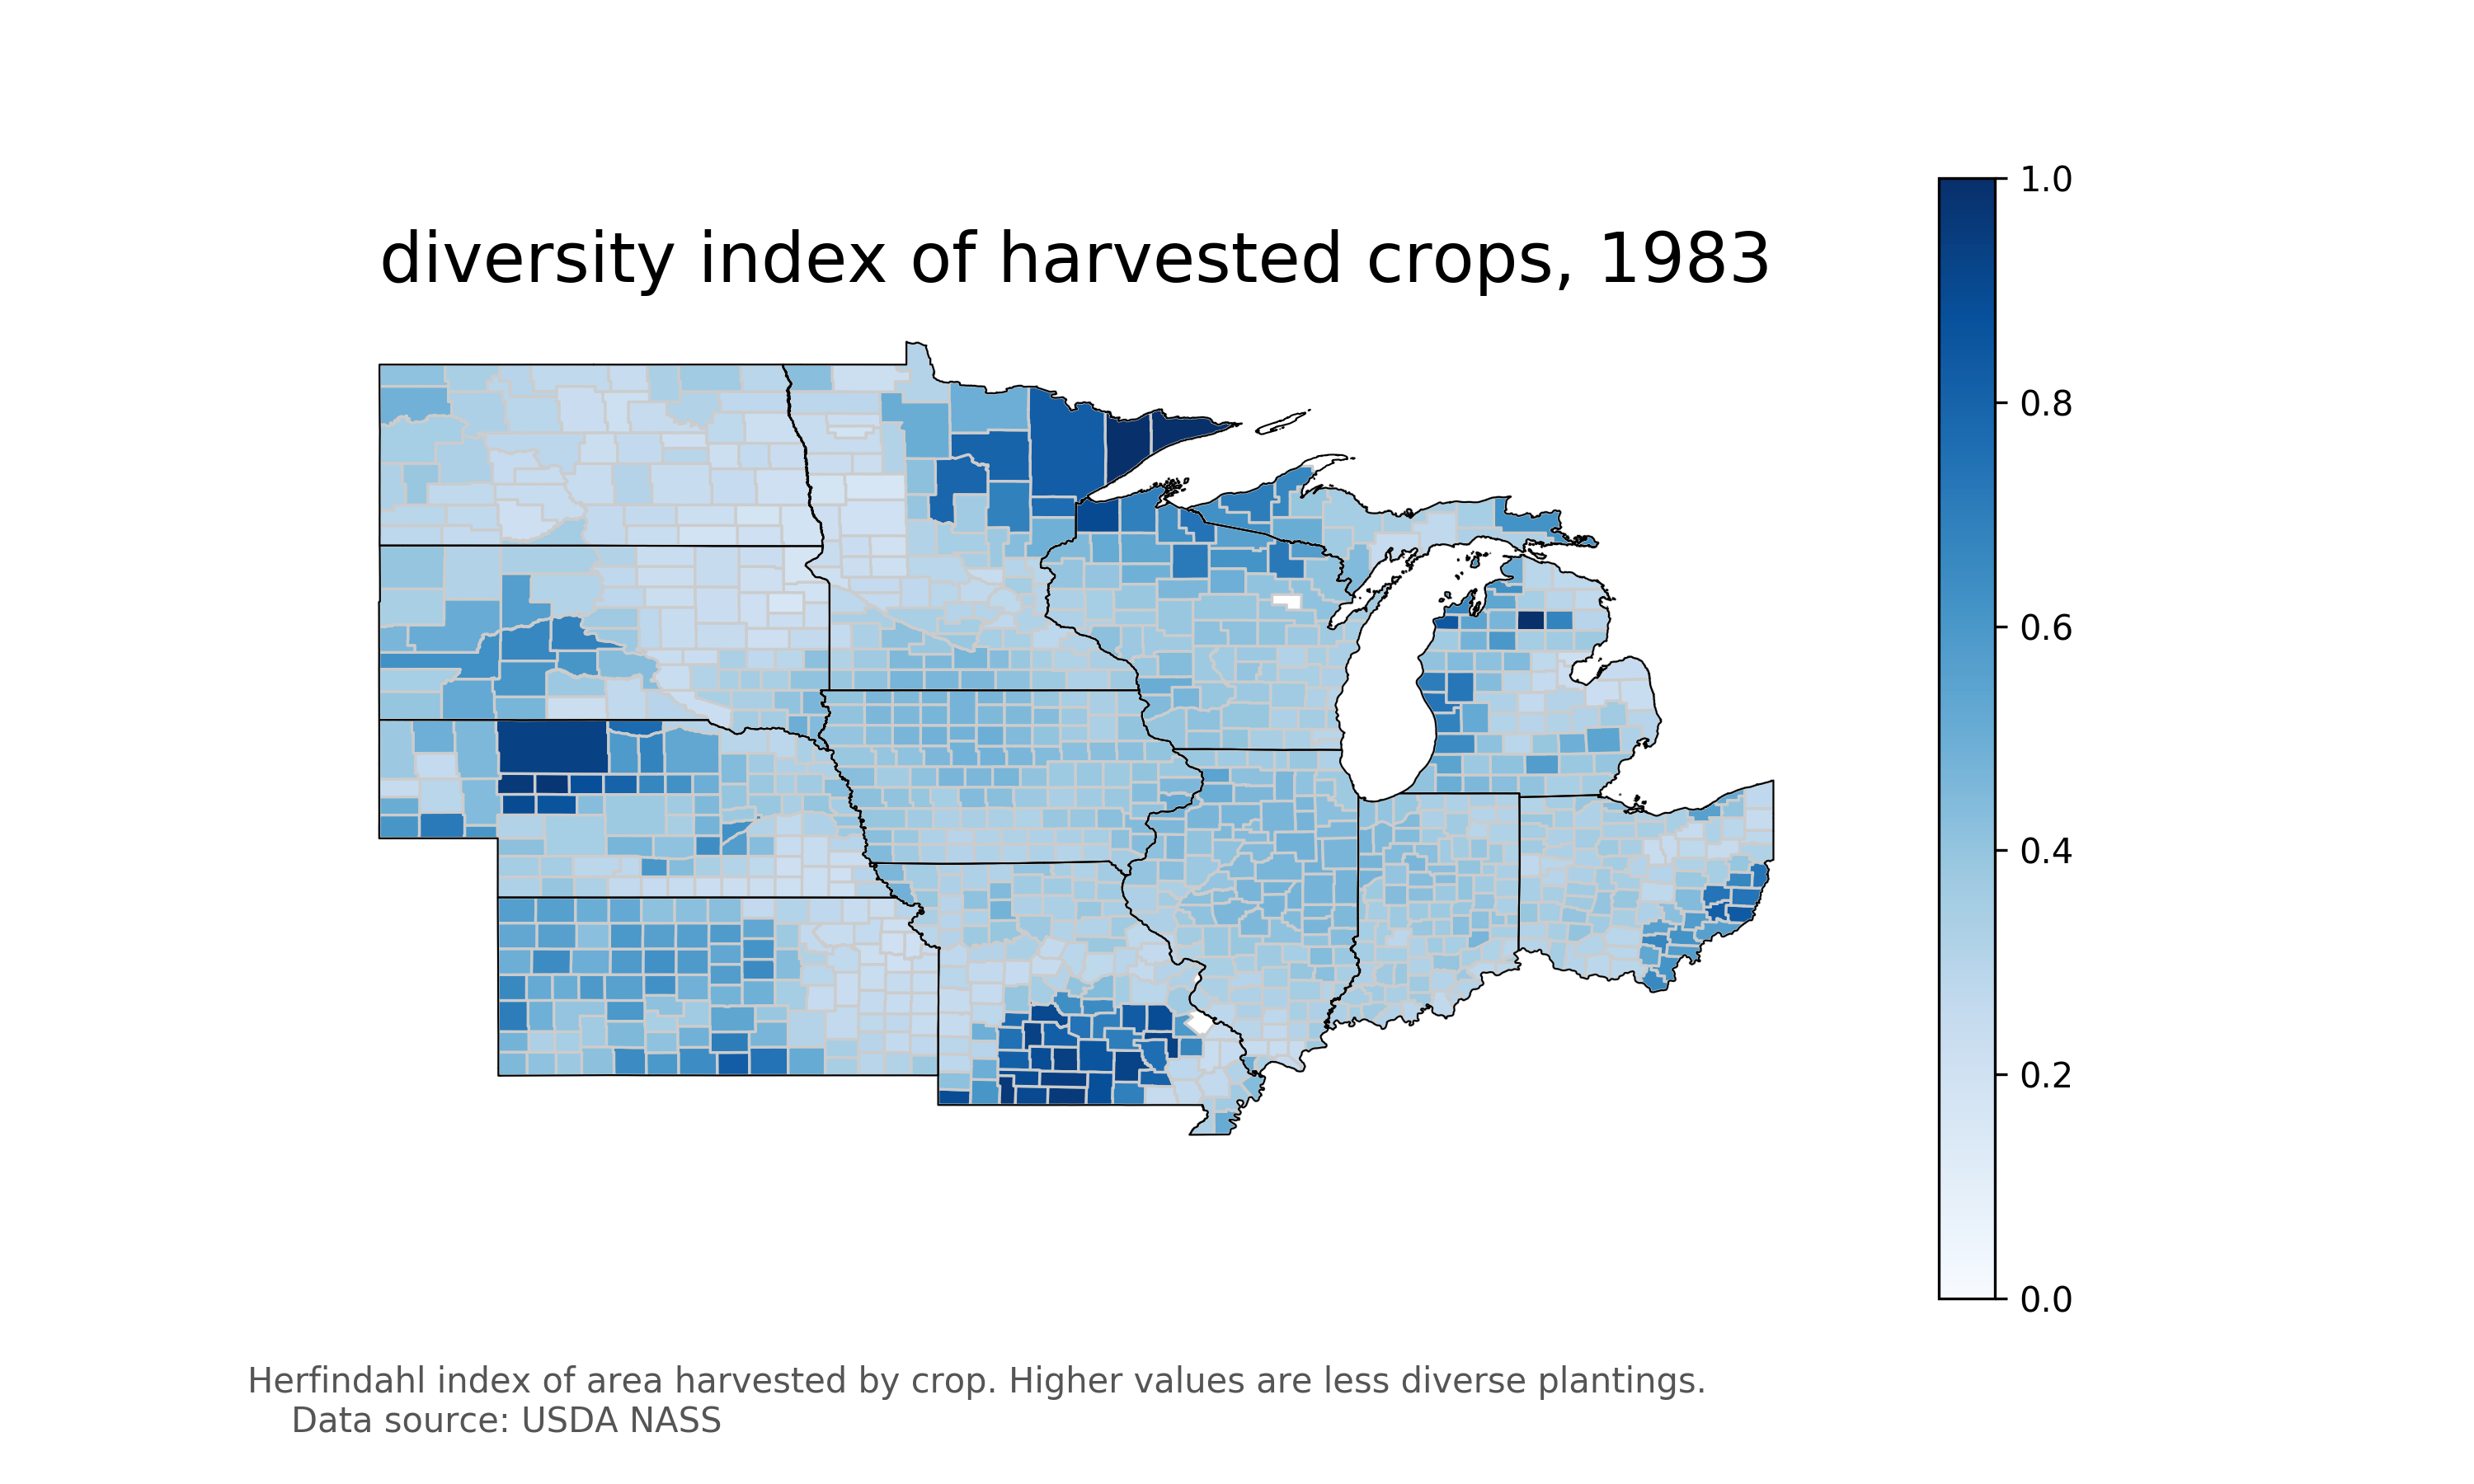 diversity index of harvested crops, 1983
1.0
0.8
0.6
0.4
0.2
0.0
Herfindahl index of area harvested by crop. Higher values are less diverse plantings.
Data source: USDA NASS